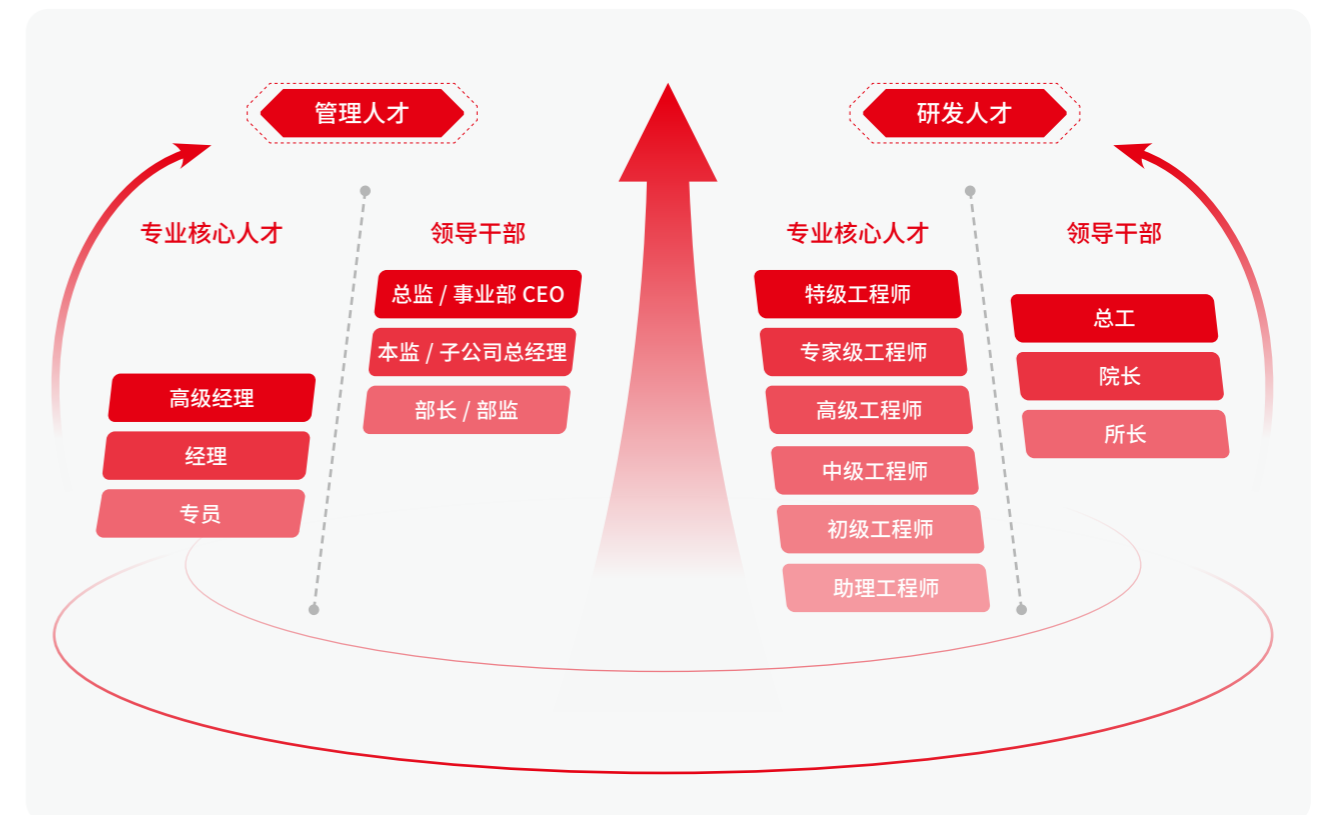 管理人才
专业核心人才
高级经理
经理
专员
领导干部
总监 / 事业部 CEO
本监 / 子公司总经理
部长 / 部监
研发人才
专业核心人才
特级工程师
专家级工程师
高级工程师
中级工程师
初级工程师
助理工程师
领导干部
总工
院长
所长